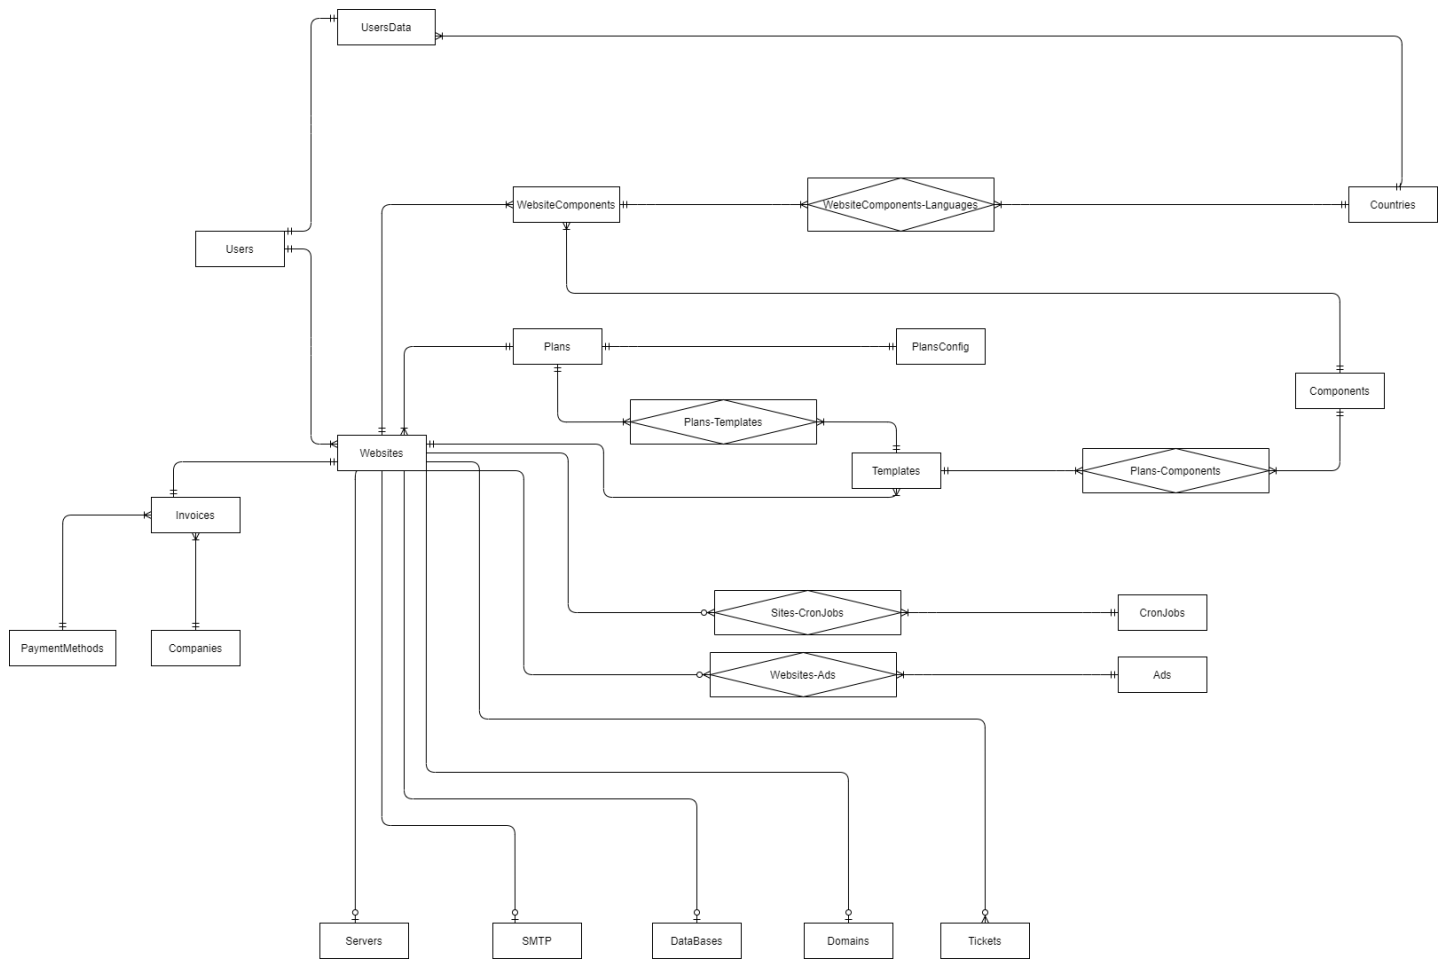 UsersData
WebsiteComponents
WebsiteComponents-Languages
Countries
Users
Plans
PlansConfig
Components
Plans-Templates
Websites
Templates
Plans-Components
Invoices
Sites-CronJobs
CronJobs
PaymentMethods
Companies
Websites-Ads
Ads
Servers
SMTP
DataBases
Domains
Tickets